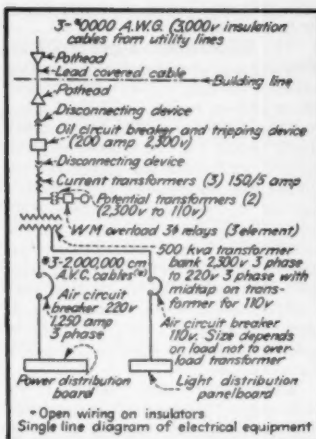 3-#0000 A.W.G. (3,000v insulation
cables from utility lines
Pothead
Lead covered cable
Building line
Pothead
Disconnecting device
Oil circuit breaker and tripping device
(200 amp 2,300v)
Disconnecting device
Current transformers (3) 150/5 amp
Potential transformers (2)
(2,300v to 110v)
WM overload 3ϕ relays (3 element)
500 kva transformer
bank 2,300v 3 phase
to 220v 3 phase with
midtap on trans-
former for 110v
*3-2,000,000 cm
A.V.C. cables(*)
Air circuit
breaker 220v
1,250 amp
3 phase
Air circuit breaker
110v. Size depends
on load not to over-
load transformer
Power distribution
board
Light distribution
panelboard
*Open wiring on insulators
Single line diagram of electrical equipment